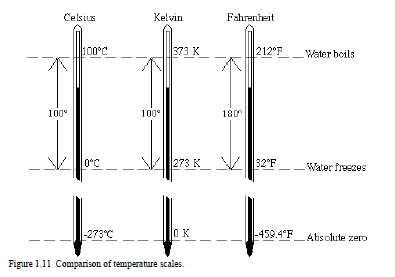 Celsius Kelvin Fahrenheit
100°C 373 K 212°F Water boils
100° 100° 180°
0°C 273 K 32°F Water freezes
-273°C 0 K -459.4°F Absolute zero
Figure 1.11 Comparison of temperature scales.